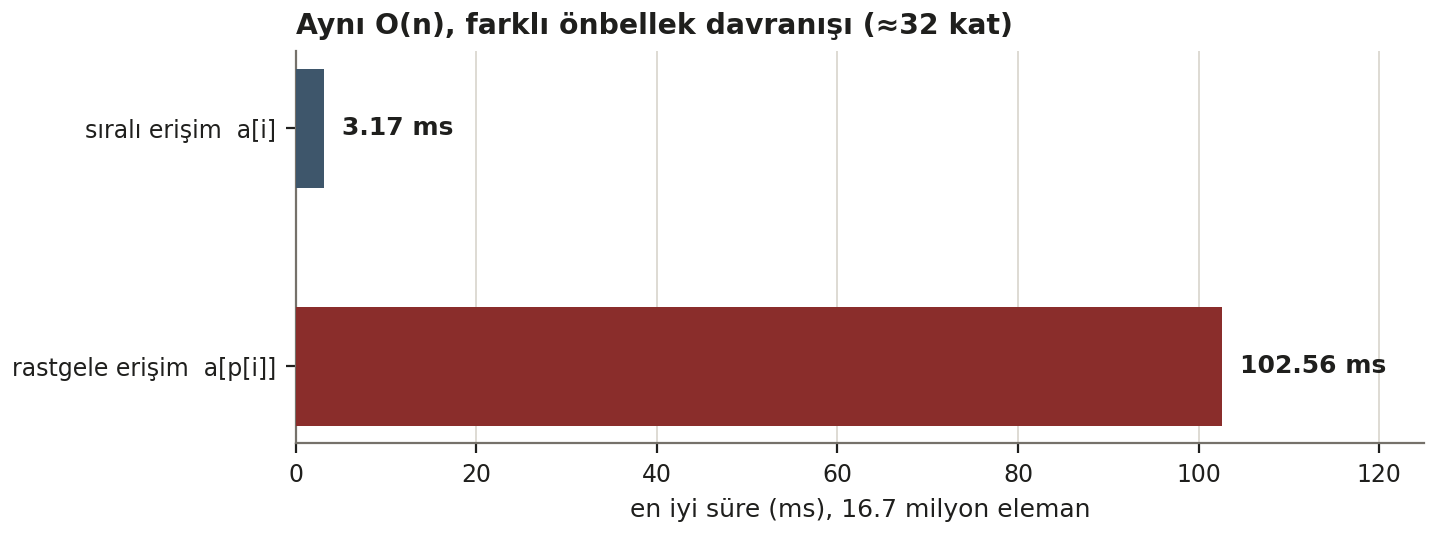 Aynı O(n), farklı önbellek davranışı (≈32 kat)
sıralı erişim a[i]
3.17 ms
rastgele erişim a[p[i]]
102.56 ms
0 20 40 60 80 100 120
en iyi süre (ms), 16.7 milyon eleman